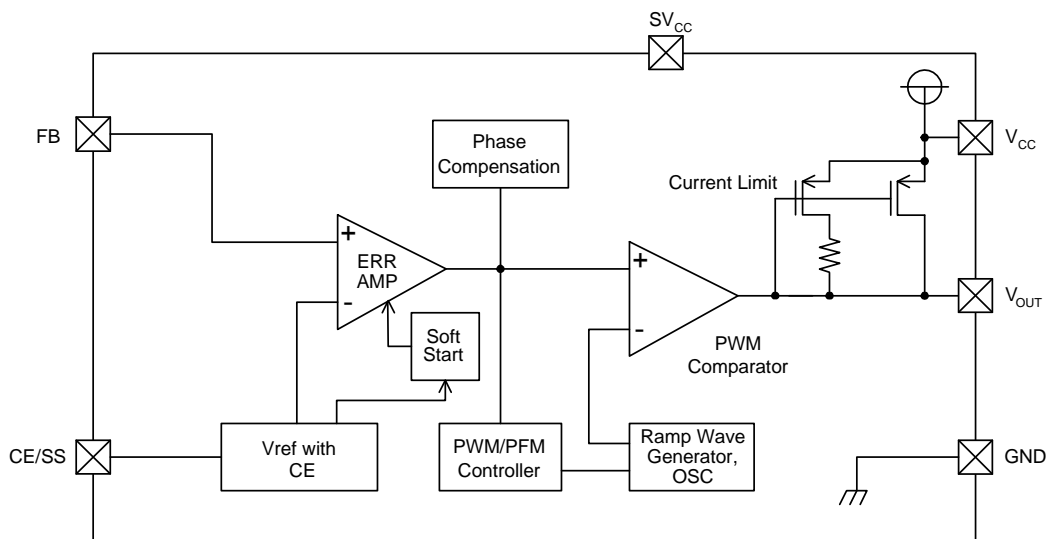 SVCC
FB
VCC
Phase
Compensation
Current Limit
+
ERR
AMP
-
+
-
VOUT
Soft
Start
PWM
Comparator
CE/SS
Vref with
CE
PWM/PFM
Controller
Ramp Wave
Generator,
OSC
GND